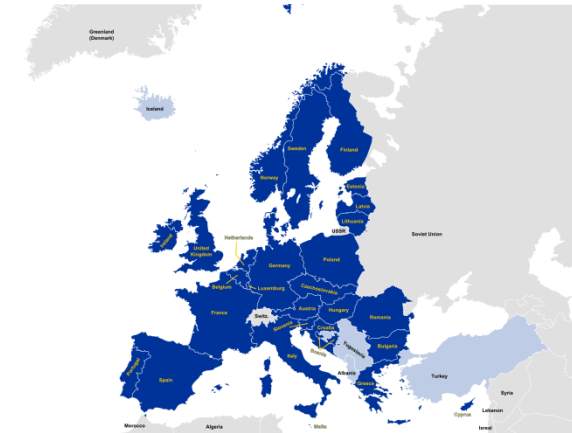 Greenland
(Denmark)
Iceland
Sweden
Finland
Norway
Estonia
Latvia
Lithuania
USSR
Soviet Union
Netherlands
Ireland
United
Kingdom
Belgium
Germany
Poland
Luxembourg
Czechoslovakia
France
Switz.
Austria
Hungary
Romania
Slovenia
Croatia
Bosnia
Yugoslavia
Bulgaria
Italy
Albania
Portugal
Spain
Greece
Turkey
Syria
Cyprus
Lebanon
Israel
Morocco
Algeria
Malta